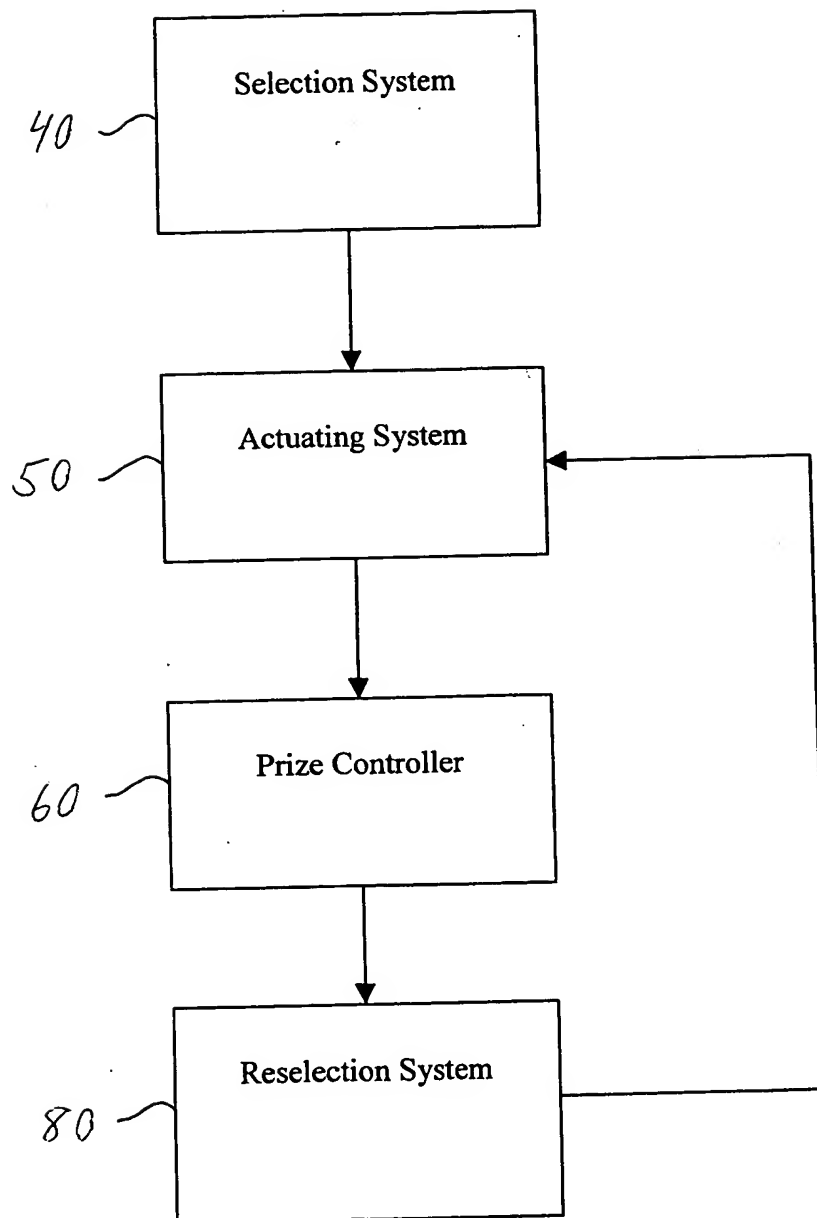 Selection System
40
Actuating System
50
Prize Controller
60
Reselection System
80